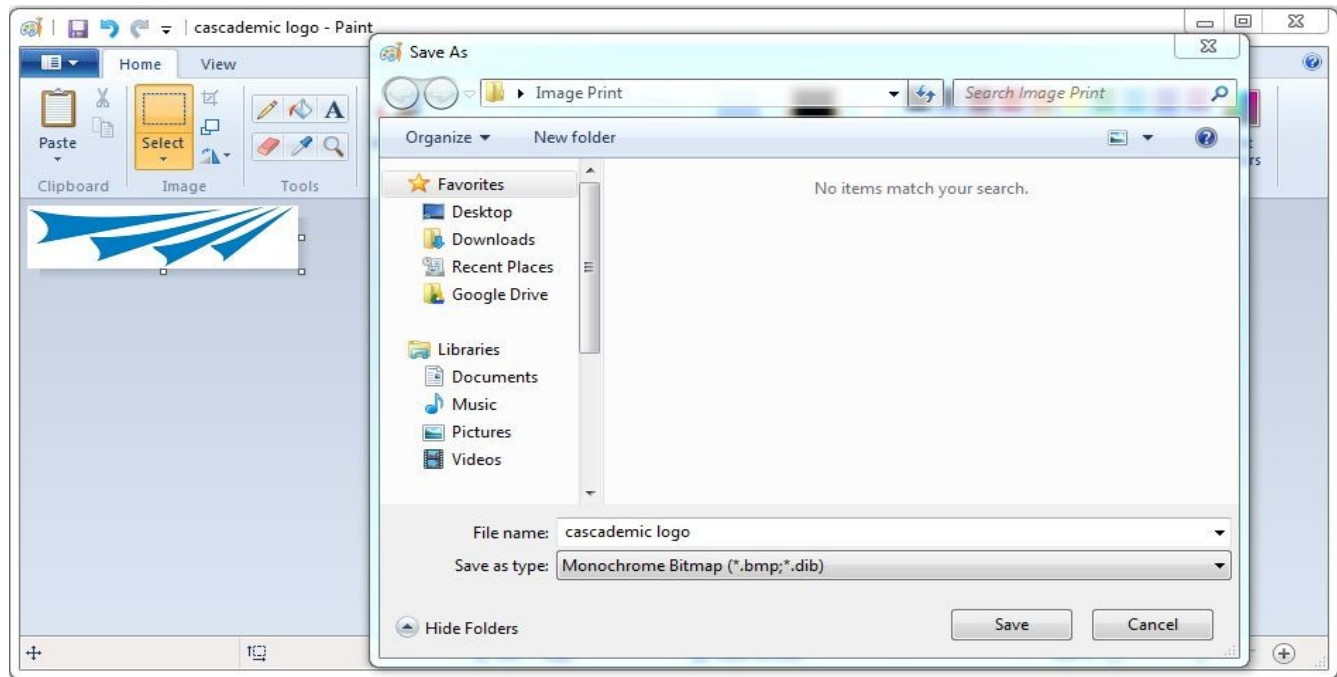 cascademic logo - Paint
Save As
Home View
Image Print
Search Image Print
Paste
Select
A
Clipboard
Image
Tools
Organize
New folder
Favorites
Desktop
Downloads
Recent Places
Google Drive
Libraries
Documents
Music
Pictures
Videos
No items match your search.
File name: cascademic logo
Save as type: Monochrome Bitmap (*.bmp;*.dib)
Hide Folders
Save
Cancel